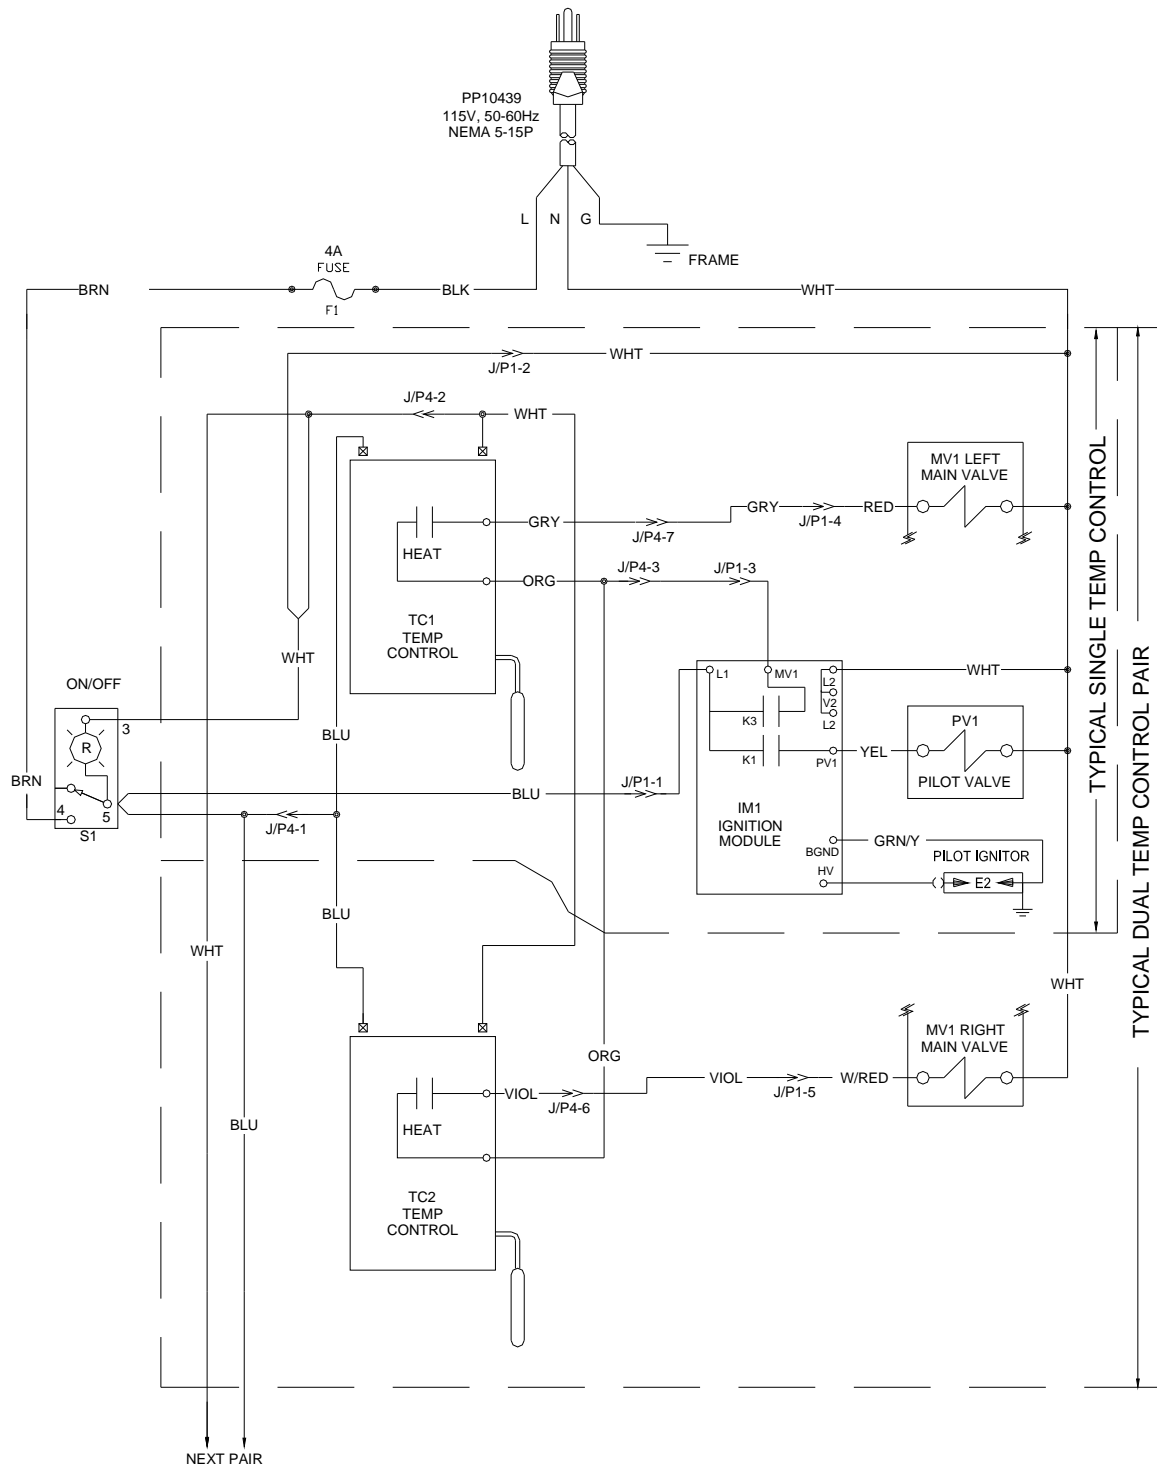 PP10439
115V, 50-60Hz
NEMA 5-15P
L N G
FRAME
4A
FUSE
F1
BRN
BLK
WHT
J/P1-2
WHT
J/P4-2
WHT
HEAT
TC1
TEMP
CONTROL
GRY
J/P4-7
GRY
J/P1-4
RED
MV1 LEFT
MAIN VALVE
ORG
J/P4-3
J/P1-3
WHT
ON/OFF
3
R
BRN
4
5
S1
BLU
BLU
J/P1-1
J/P4-1
L1
MV1
L2
V2
L2
K3
K1
PV1
IM1
IGNITION
MODULE
BGND
HV
WHT
YEL
PV1
PILOT VALVE
GRN/Y
PILOT IGNITOR
E2
TYPICAL SINGLE TEMP CONTROL
TYPICAL DUAL TEMP CONTROL PAIR
BLU
WHT
WHT
MV1 RIGHT
MAIN VALVE
ORG
HEAT
TC2
TEMP
CONTROL
VIOL
J/P4-6
VIOL
J/P1-5
W/RED
BLU
NEXT PAIR